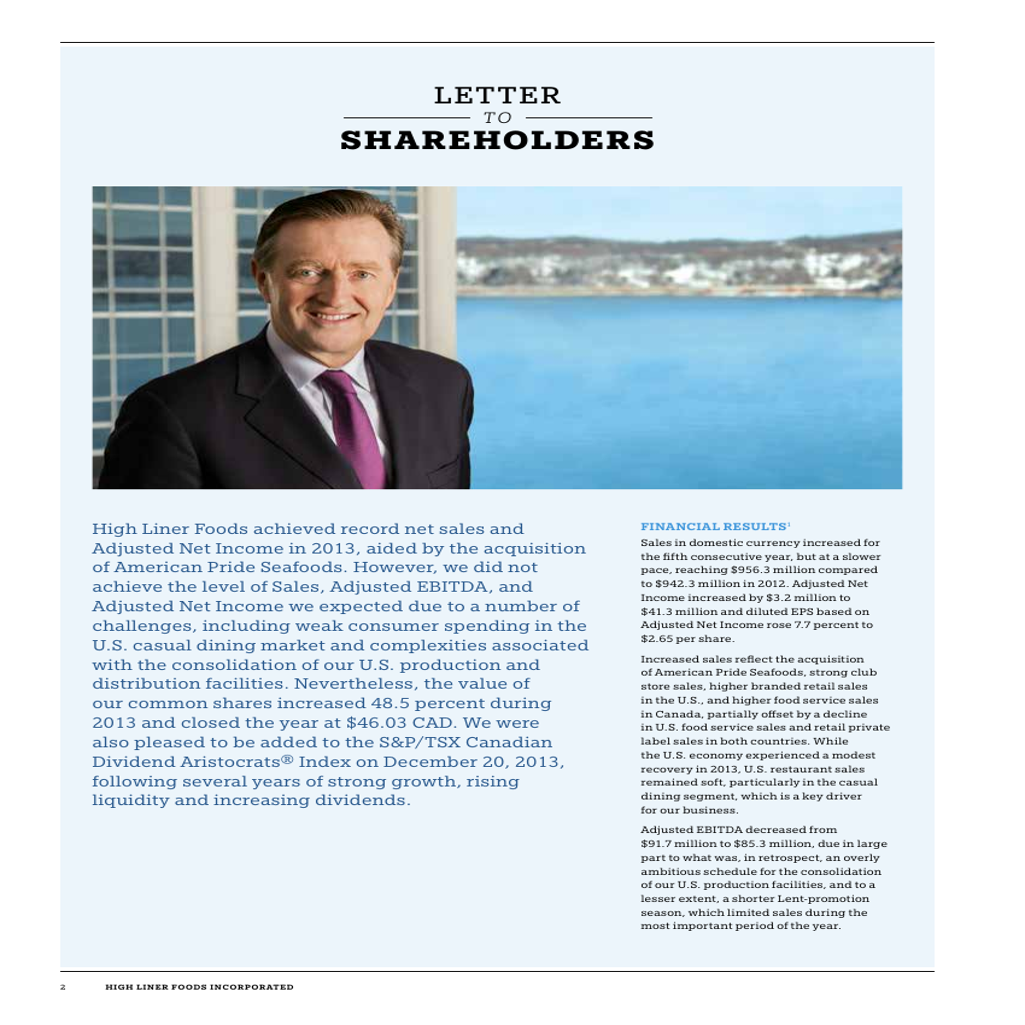 LETTER
TO
SHAREHOLDERS
High Liner Foods achieved record net sales and
Adjusted Net Income in 2013, aided by the acquisition
of American Pride Seafoods. However, we did not
achieve the level of Sales, Adjusted EBITDA, and
Adjusted Net Income we expected due to a number of
challenges, including weak consumer spending in the
U.S. casual dining market and complexities associated
with the consolidation of our U.S. production and
distribution facilities. Nevertheless, the value of
our common shares increased 48.5 percent during
2013 and closed the year at $46.03 CAD. We were
also pleased to be added to the S&P/TSX Canadian
Dividend Aristocrats® Index on December 20, 2013,
following several years of strong growth, rising
liquidity and increasing dividends.
FINANCIAL RESULTS¹
Sales in domestic currency increased for
the fifth consecutive year, but at a slower
pace, reaching $956.3 million compared
to $942.3 million in 2012. Adjusted Net
Income increased by $3.2 million to
$41.3 million and diluted EPS based on
Adjusted Net Income rose 7.7 percent to
$2.65 per share.
Increased sales reflect the acquisition
of American Pride Seafoods, strong club
store sales, higher branded retail sales
in the U.S., and higher food service sales
in Canada, partially offset by a decline
in U.S. food service sales and retail private
label sales in both countries. While
the U.S. economy experienced a modest
recovery in 2013, U.S. restaurant sales
remained soft, particularly in the casual
dining segment, which is a key driver
for our business.
Adjusted EBITDA decreased from
$91.7 million to $85.3 million, due in large
part to what was, in retrospect, an overly
ambitious schedule for the consolidation
of our U.S. production facilities, and to a
lesser extent, a shorter Lent-promotion
season, which limited sales during the
most important period of the year.
2 HIGH LINER FOODS INCORPORATED